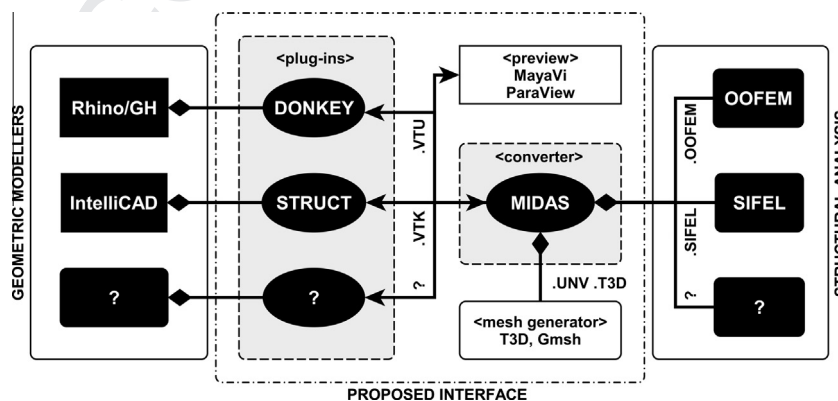 GEOMETRIC MODELLERS
Rhino/GH
IntelliCAD
?
<plug-ins>
DONKEY
STRUCT
?
.VTU
.VTK
?
<preview>
MayaVi
ParaView
<converter>
MIDAS
.UNV .T3D
<mesh generator>
T3D, Gmsh
PROPOSED INTERFACE
.OOFEM
.SIFEL
?
OOFEM
SIFEL
?